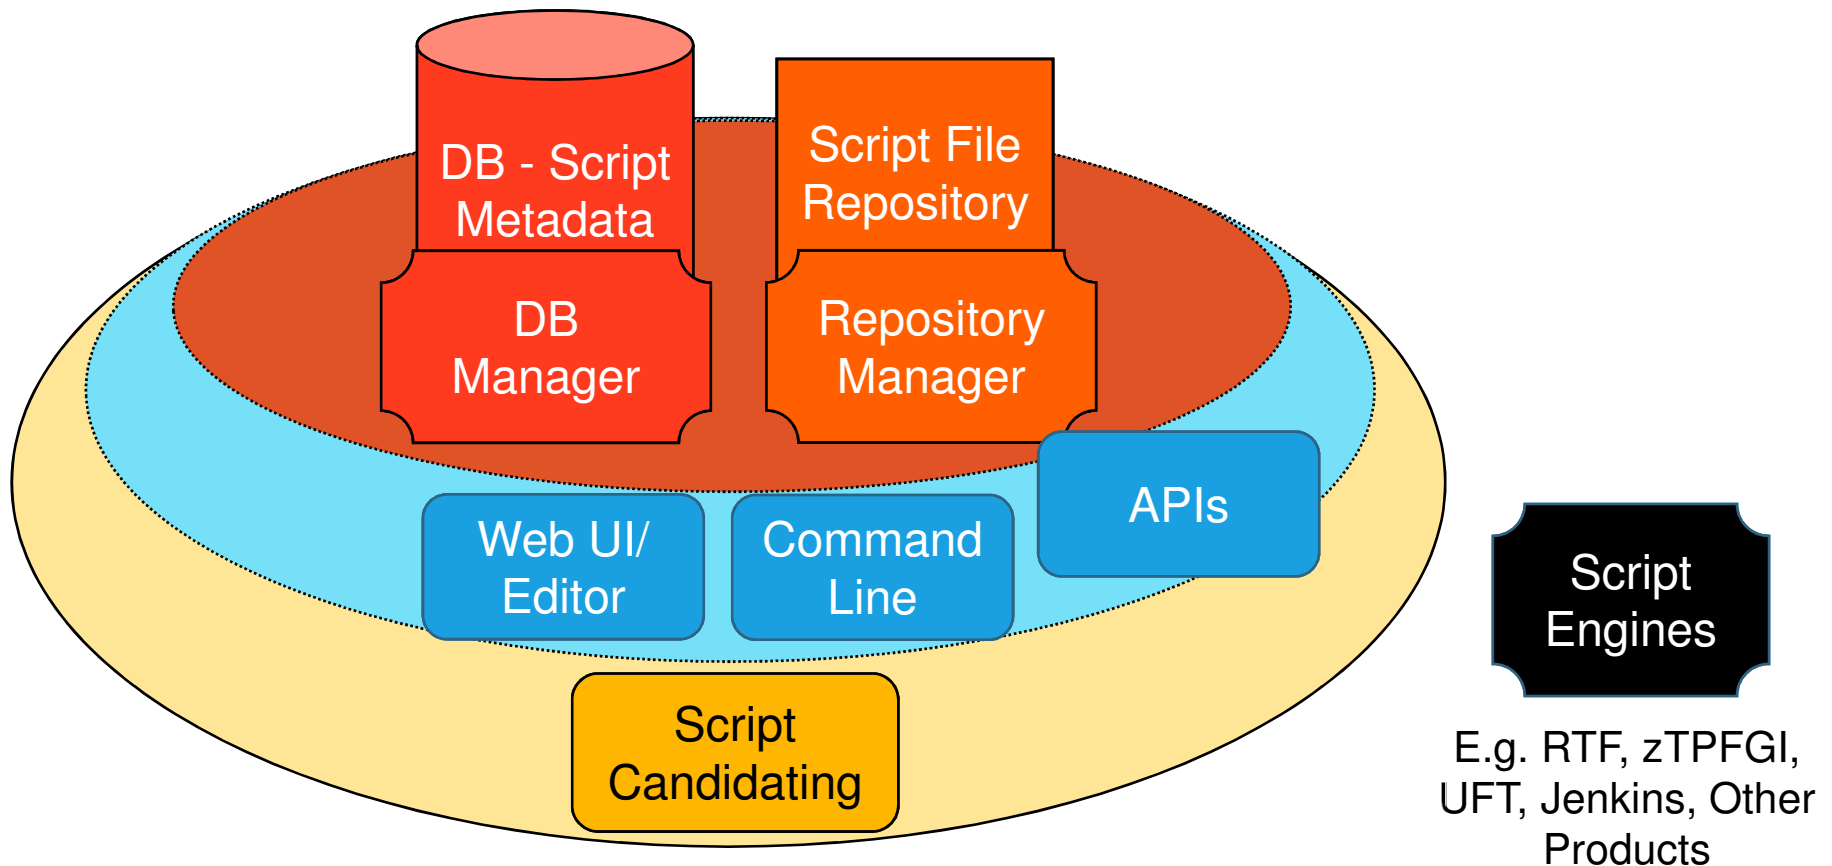 DB - Script
Metadata
Script File
Repository
DB
Manager
Repository
Manager
Web UI/
Editor
Command
Line
APIs
Script
Engines
Script
Candidating
E.g. RTF, zTPFGI,
UFT, Jenkins, Other
Products